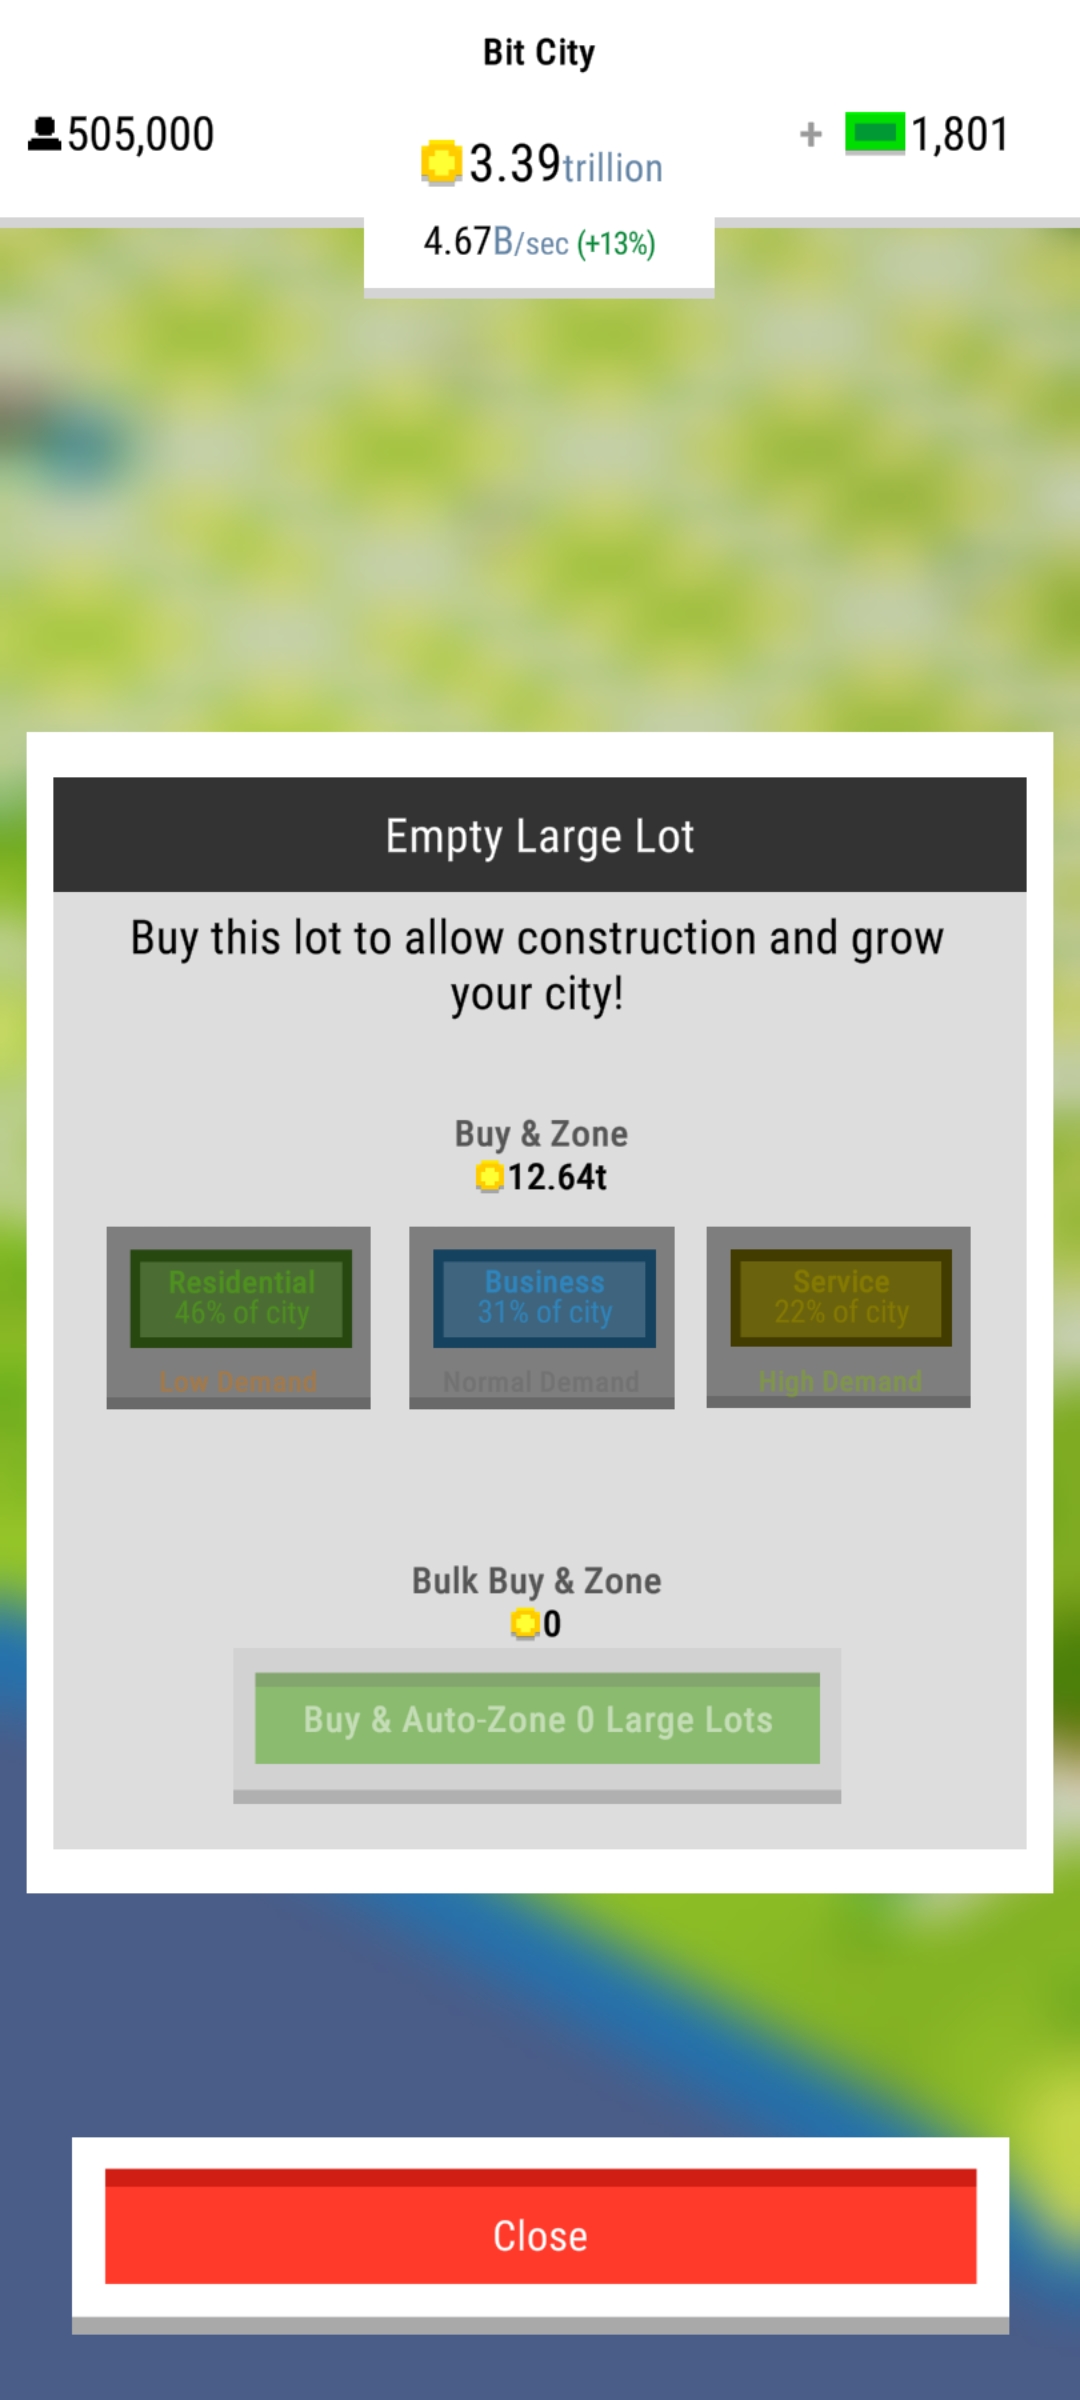 Bit City
505,000
3.39trillion
+ 1,801
4.67B/sec (+13%)
Empty Large Lot
Buy this lot to allow construction and grow
your city!
Buy & Zone
12.64t
Residential
46% of city
Low Demand
Business
31% of city
Normal Demand
Service
22% of city
High Demand
Bulk Buy & Zone
0
Buy & Auto-Zone 0 Large Lots
Close